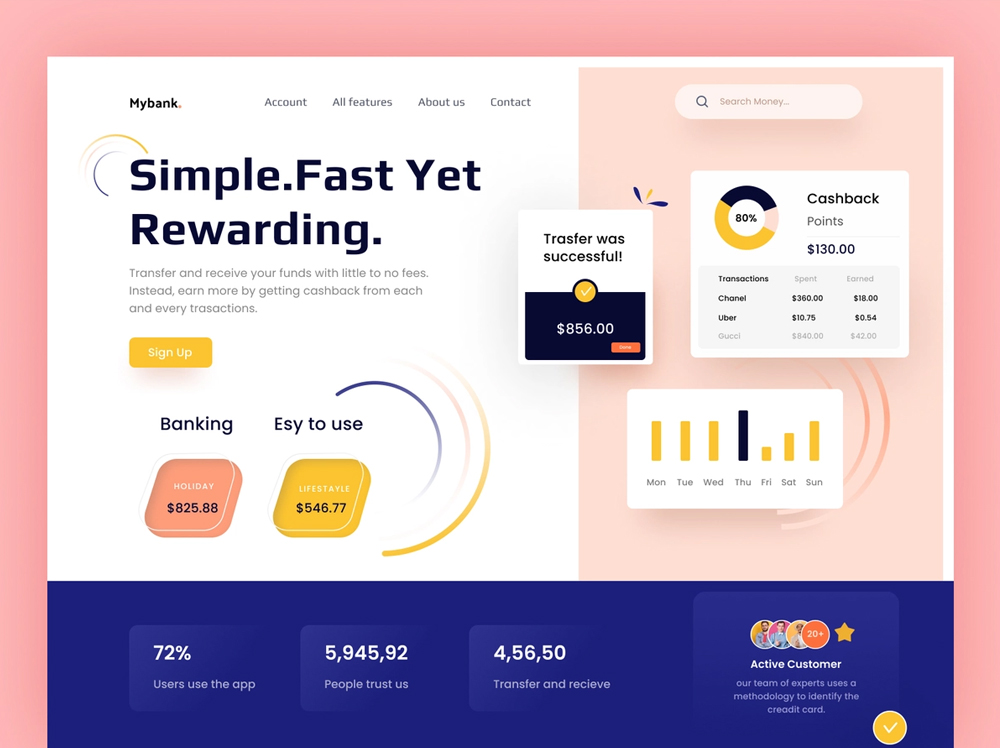 Mybank.
Account
All features
About us
Contact
Search Money...
Simple.Fast Yet
Rewarding.
Transfer and receive your funds with little to no fees.
Instead, earn more by getting cashback from each
and every trasactions.
Sign Up
Trasfer was
successful!
$856.00
Done
80%
Cashback
Points
$130.00
Transactions Spent Earned
Chanel $360.00 $18.00
Uber $10.75 $0.54
Gucci $840.00 $42.00
Banking
Esy to use
HOLIDAY
$825.88
LIFESTAYLE
$546.77
Mon Tue Wed Thu Fri Sat Sun
72%
Users use the app
5,945,92
People trust us
4,56,50
Transfer and recieve
20+
Active Customer
our team of experts uses a
methodology to identify the
creadit card.